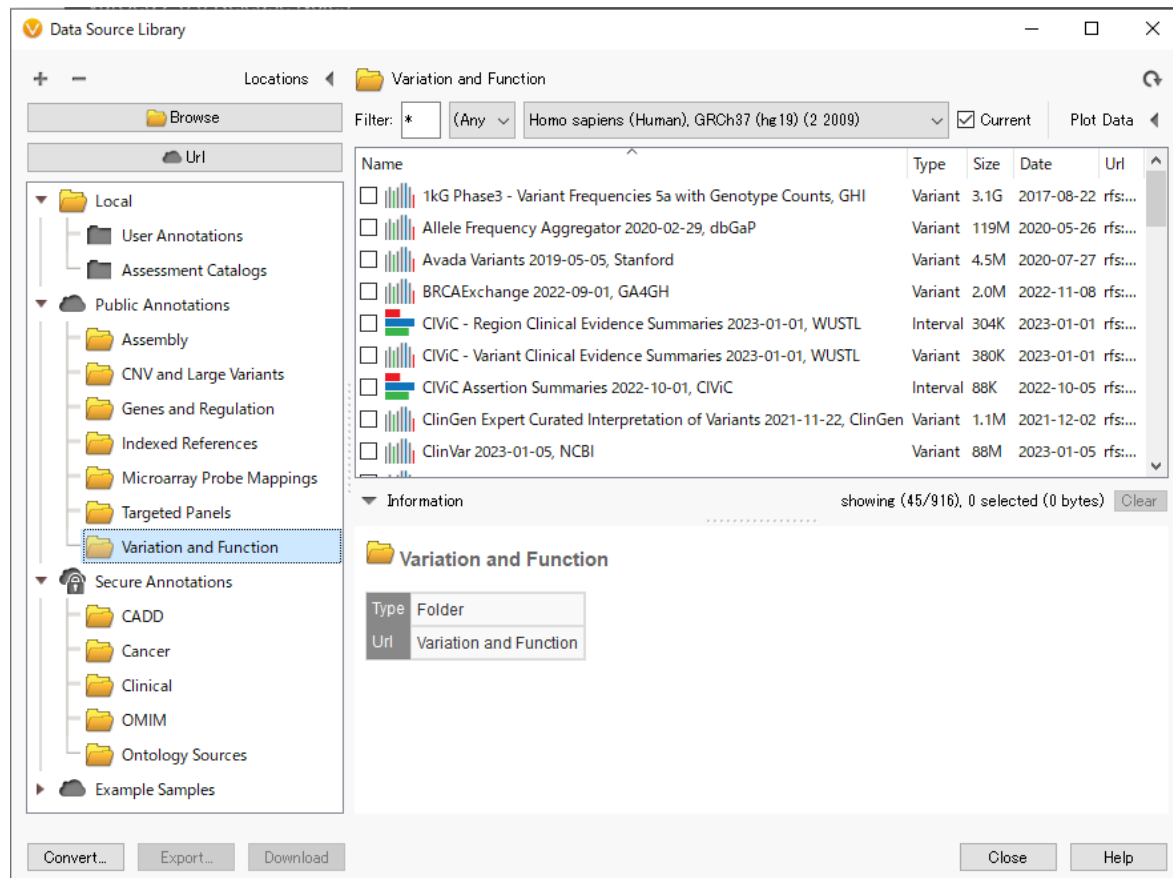 Data Source Library
Locations
Browse
Url
Local
User Annotations
Assessment Catalogs
Public Annotations
Assembly
CNV and Large Variants
Genes and Regulation
Indexed References
Microarray Probe Mappings
Targeted Panels
Variation and Function
Secure Annotations
CADD
Cancer
Clinical
OMIM
Ontology Sources
Example Samples
Variation and Function
Filter: * (Any Homo sapiens (Human), GRCh37 (hg19) (2 2009) Current Plot Data
Name Type Size Date Url
1kG Phase3 - Variant Frequencies 5a with Genotype Counts, GHI Variant 3.1G 2017-08-22 rfs:...
Allele Frequency Aggregator 2020-02-29, dbGaP Variant 119M 2020-05-26 rfs:...
Avada Variants 2019-05-05, Stanford Variant 4.5M 2020-07-27 rfs:...
BRCAExchange 2022-09-01, GA4GH Variant 2.0M 2022-11-08 rfs:...
CIViC - Region Clinical Evidence Summaries 2023-01-01, WUSTL Interval 304K 2023-01-01 rfs:...
CIViC - Variant Clinical Evidence Summaries 2023-01-01, WUSTL Variant 380K 2023-01-01 rfs:...
CIViC Assertion Summaries 2022-10-01, CIViC Interval 88K 2022-10-05 rfs:...
ClinGen Expert Curated Interpretation of Variants 2021-11-22, ClinGen Variant 1.1M 2021-12-02 rfs:...
ClinVar 2023-01-05, NCBI Variant 88M 2023-01-05 rfs:...
Information showing (45/916), 0 selected (0 bytes) Clear
Variation and Function
Type Folder
Url Variation and Function
Convert... Export... Download Close Help